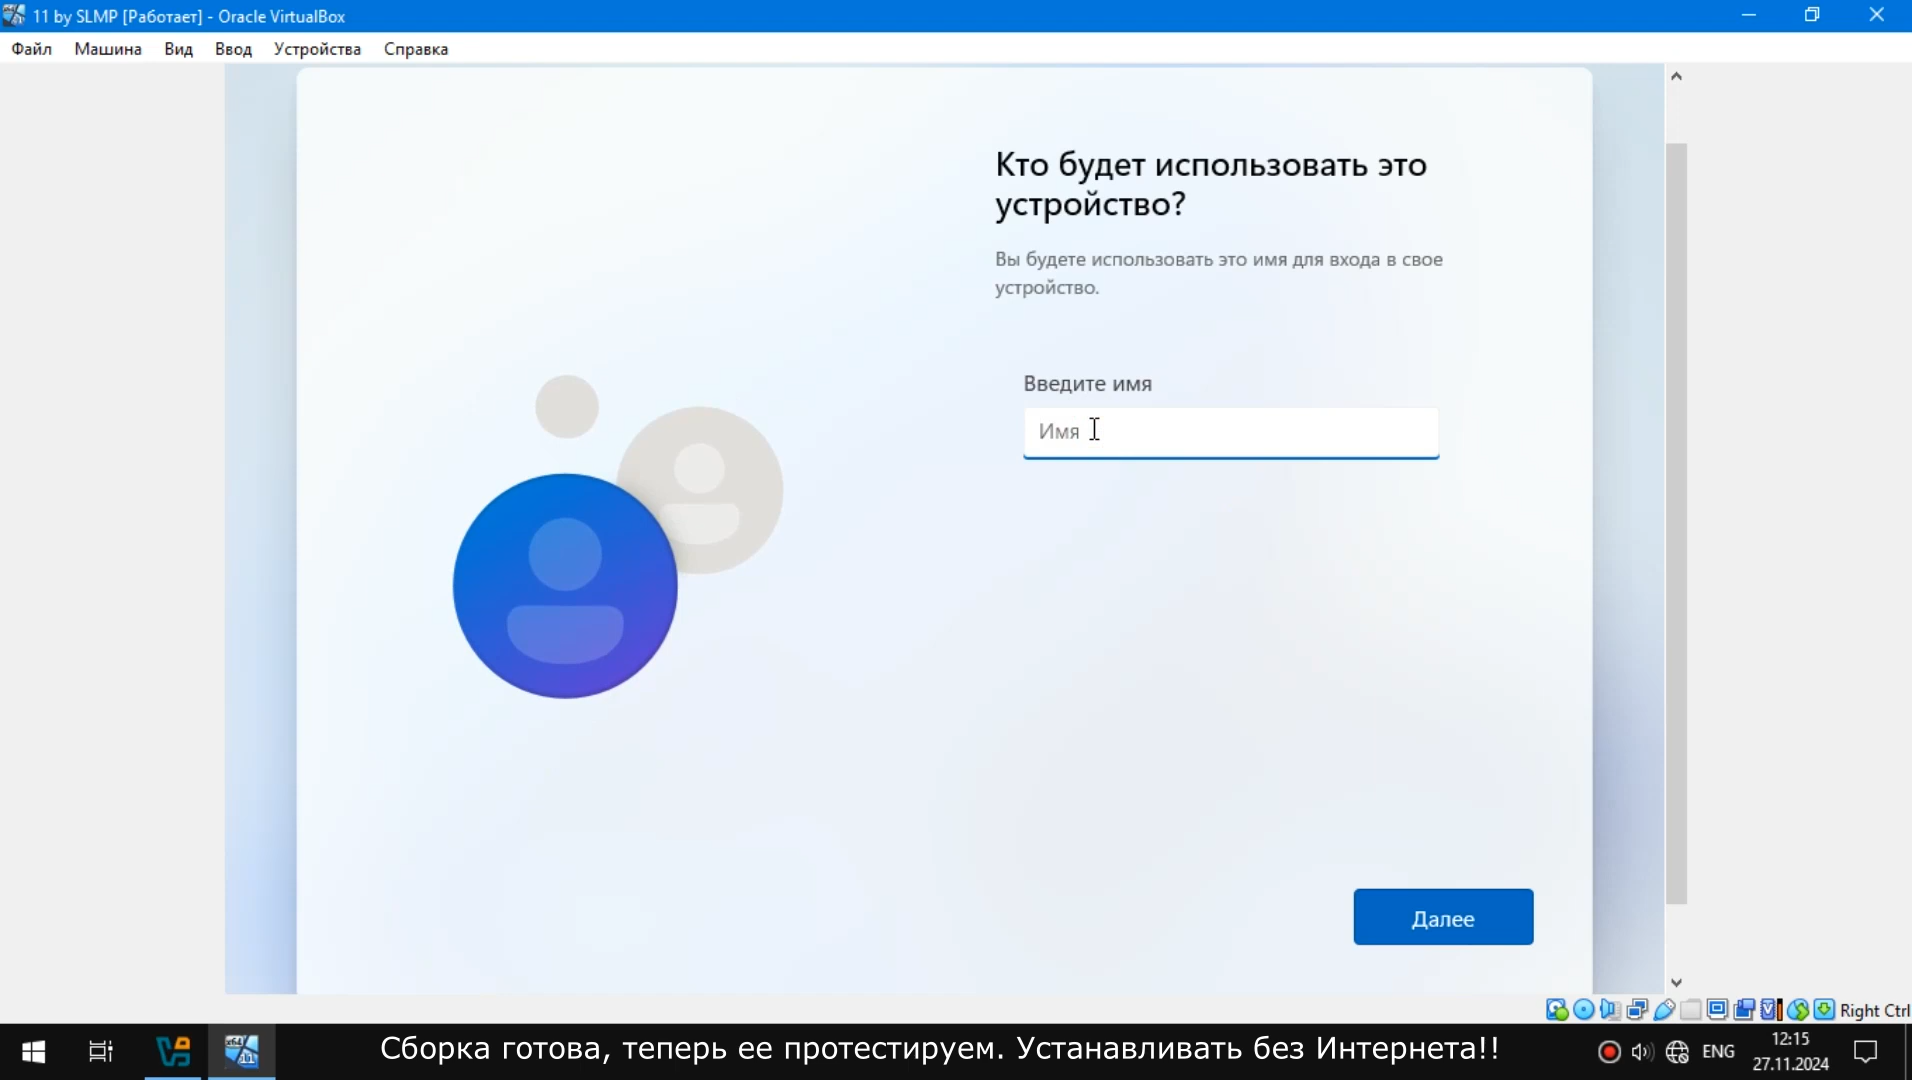 11 by SLMP [Работает] - Oracle VirtualBox
Файл Машина Вид Ввод Устройства Справка
Кто будет использовать это
устройство?
Вы будете использовать это имя для входа в свое
устройство.
Введите имя
Имя
Далее
Right Ctrl
Сборка готова, теперь ее протестируем. Устанавливать без Интернета!!
ENG
12:15
27.11.2024